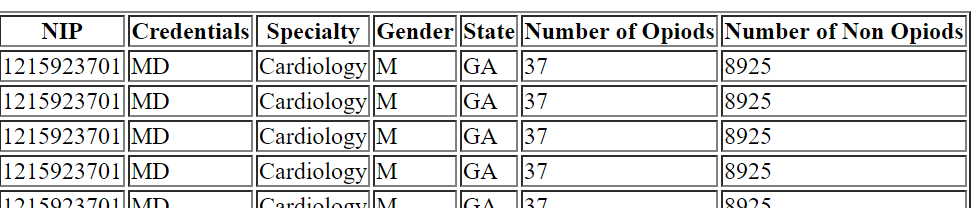 NIP Credentials Specialty Gender State Number of Opiods Number of Non Opiods
1215923701 MD Cardiology M GA 37 8925
1215923701 MD Cardiology M GA 37 8925
1215923701 MD Cardiology M GA 37 8925
1215923701 MD Cardiology M GA 37 8925
1215923701 MD Cardiology M GA 37 8925